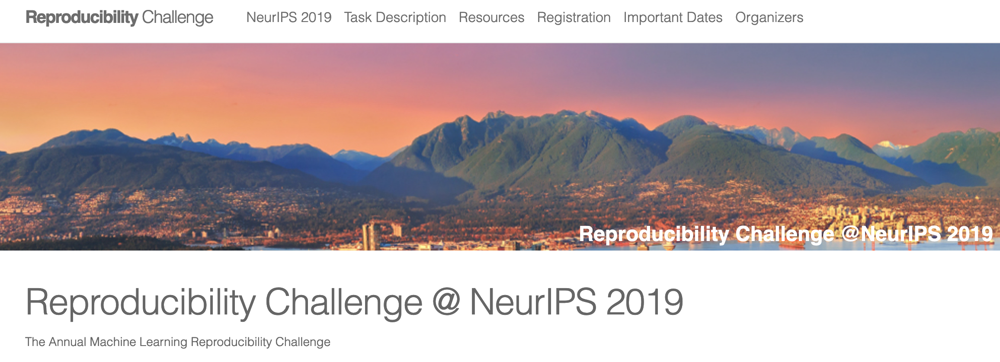 Reproducibility Challenge NeurIPS 2019 Task Description Resources Registration Important Dates Organizers
Reproducibility Challenge @NeurIPS 2019
Reproducibility Challenge @ NeurIPS 2019
The Annual Machine Learning Reproducibility Challenge